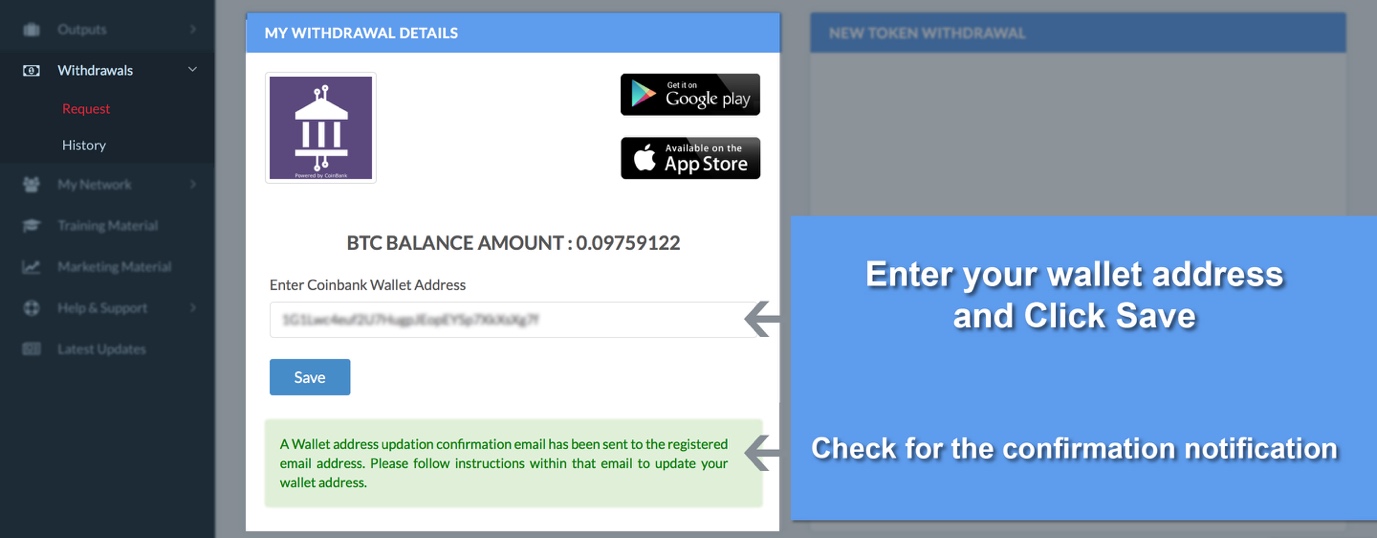 Outputs
Withdrawals
Request
History
My Network
Training Material
Marketing Material
Help & Support
Latest Updates
MY WITHDRAWAL DETAILS
Powered by CoinBank
Get it on
Google play
Available on the
App Store
BTC BALANCE AMOUNT : 0.09759122
Enter Coinbank Wallet Address
Save
A Wallet address updation confirmation email has been sent to the registered
email address. Please follow instructions within that email to update your
wallet address.
NEW TOKEN WITHDRAWAL
Enter your wallet address
and Click Save
Check for the confirmation notification